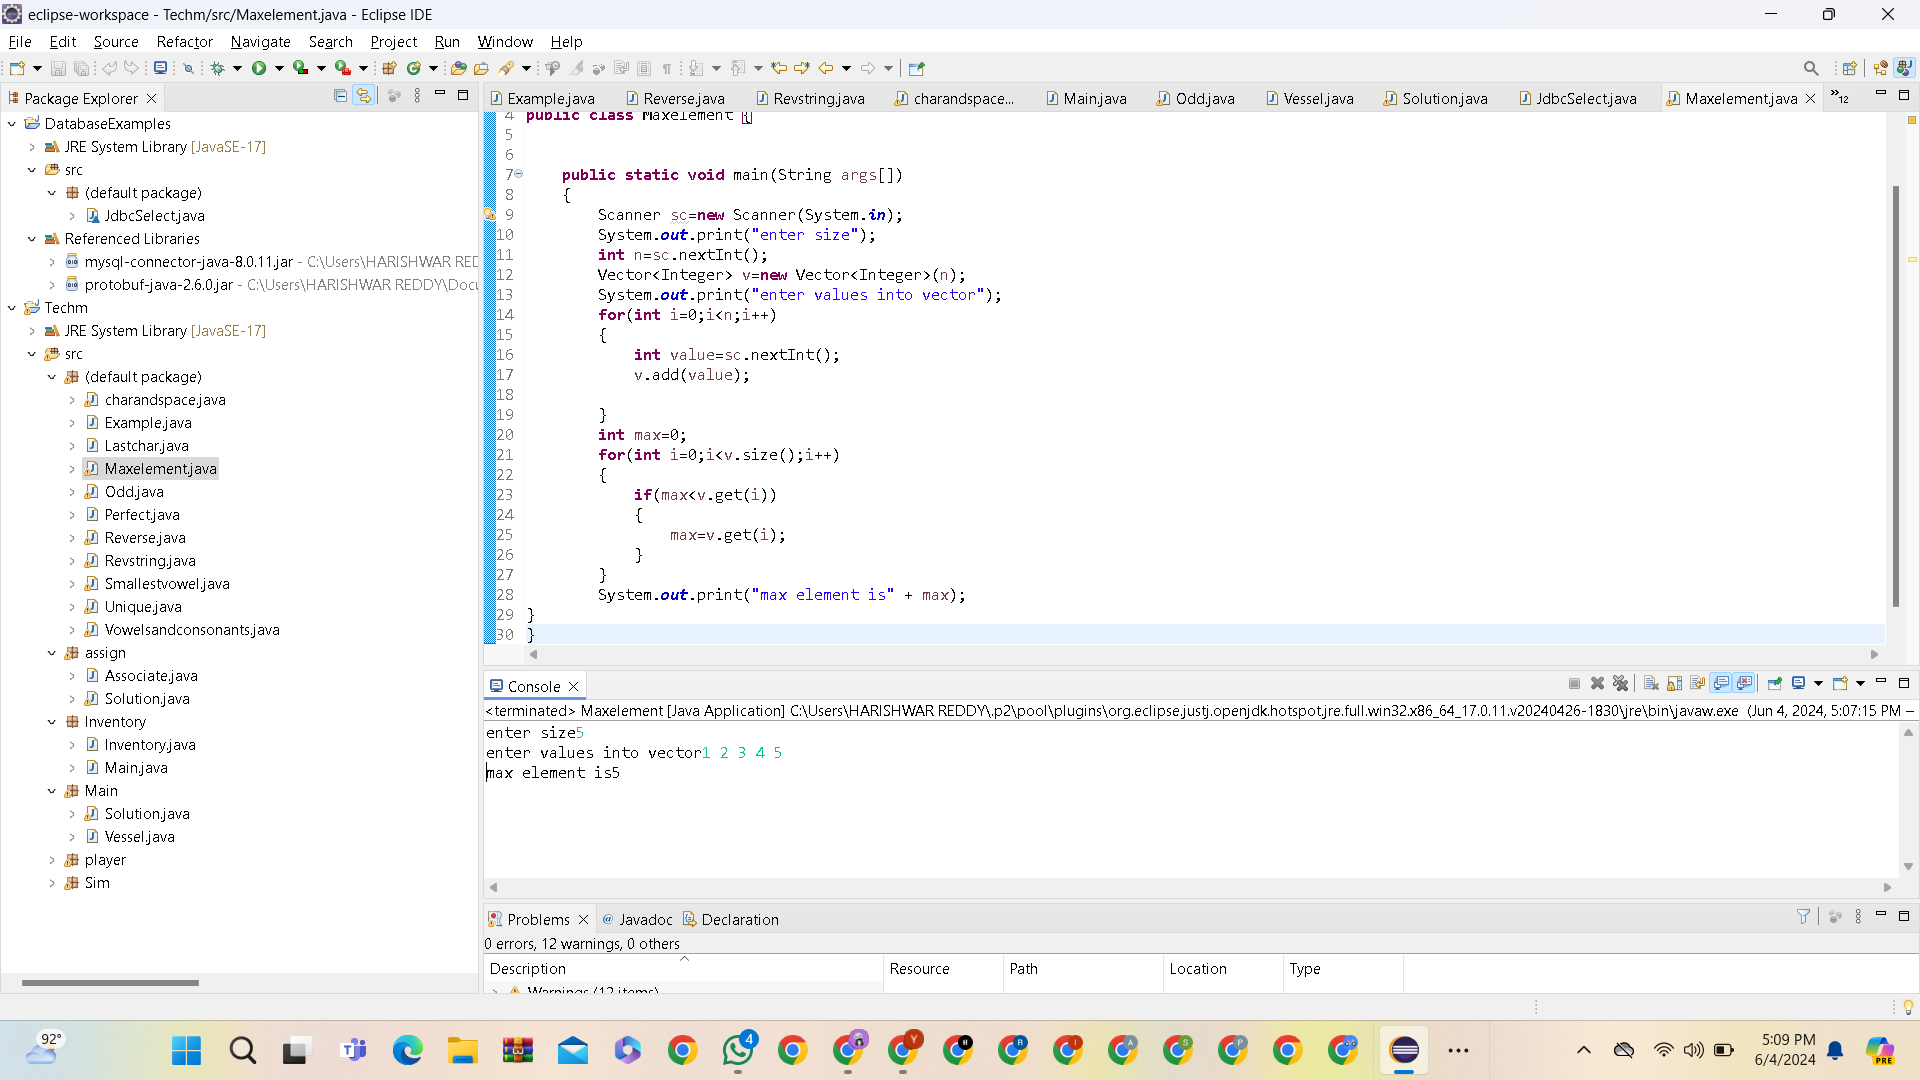 eclipse-workspace - Techm/src/Maxelement.java - Eclipse IDE
File Edit Source Refactor Navigate Search Project Run Window Help
Package Explorer
DatabaseExamples
JRE System Library [JavaSE-17]
src
(default package)
JdbcSelect.java
Referenced Libraries
mysql-connector-java-8.0.11.jar - C:\Users\HARISHWAR RED
protobuf-java-2.6.0.jar - C:\Users\HARISHWAR REDDY\Docu
Techm
JRE System Library [JavaSE-17]
src
(default package)
charandspace.java
Example.java
Lastchar.java
Maxelement.java
Odd.java
Perfect.java
Reverse.java
Revstring.java
Smallestvowel.java
Unique.java
Vowelsandconsonants.java
assign
Associate.java
Solution.java
Inventory
Inventory.java
Main.java
Main
Solution.java
Vessel.java
player
Sim
Example.java Reverse.java Revstring.java charandspace... Main.java Odd.java Vessel.java Solution.java JdbcSelect.java Maxelement.java 12
4 public class Maxelement {
5
6
7 public static void main(String args[])
8 {
9 Scanner sc=new Scanner(System.in);
10 System.out.print("enter size");
11 int n=sc.nextInt();
12 Vector<Integer> v=new Vector<Integer>(n);
13 System.out.print("enter values into vector");
14 for(int i=0;i<n;i++)
15 {
16 int value=sc.nextInt();
17 v.add(value);
18
19 }
20 int max=0;
21 for(int i=0;i<v.size();i++)
22 {
23 if(max<v.get(i))
24 {
25 max=v.get(i);
26 }
27 }
28 System.out.print("max element is" + max);
29 }
30 }
Console
<terminated> Maxelement [Java Application] C:\Users\HARISHWAR REDDY\.p2\pool\plugins\org.eclipse.justj.openjdk.hotspot.jre.full.win32.x86_64_17.0.11.v20240426-1830\jre\bin\javaw.exe (Jun 4, 2024, 5:07:15 PM –
enter size5
enter values into vector1 2 3 4 5
max element is5
Problems Javadoc Declaration
0 errors, 12 warnings, 0 others
Description Resource Path Location Type
Warnings (12 items)
92°
4
Y
H
R
I
A
S
P
PRE
5:09 PM
6/4/2024